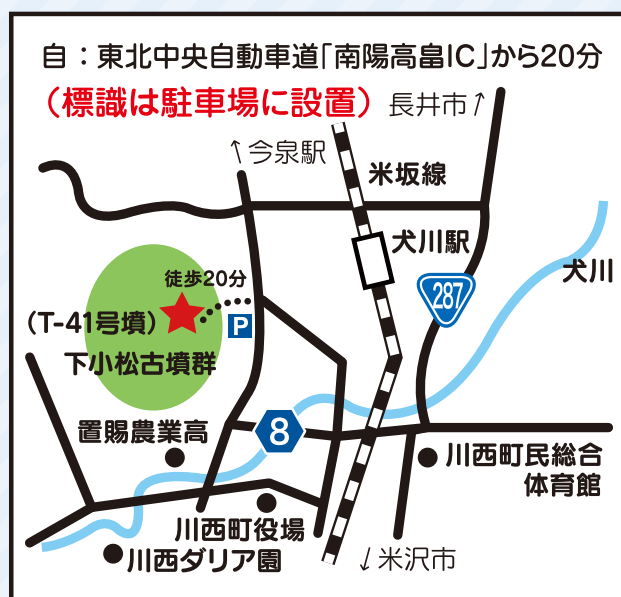 自：東北中央自動車道「南陽高畠IC」から20分
（標識は駐車場に設置）
長井市↗
↑今泉駅
米坂線
犬川駅
犬川
徒歩20分
287
（T-41号墳）
P
下小松古墳群
置賜農業高
8
川西町民総合
体育館
川西町役場
川西ダリア園
↓米沢市